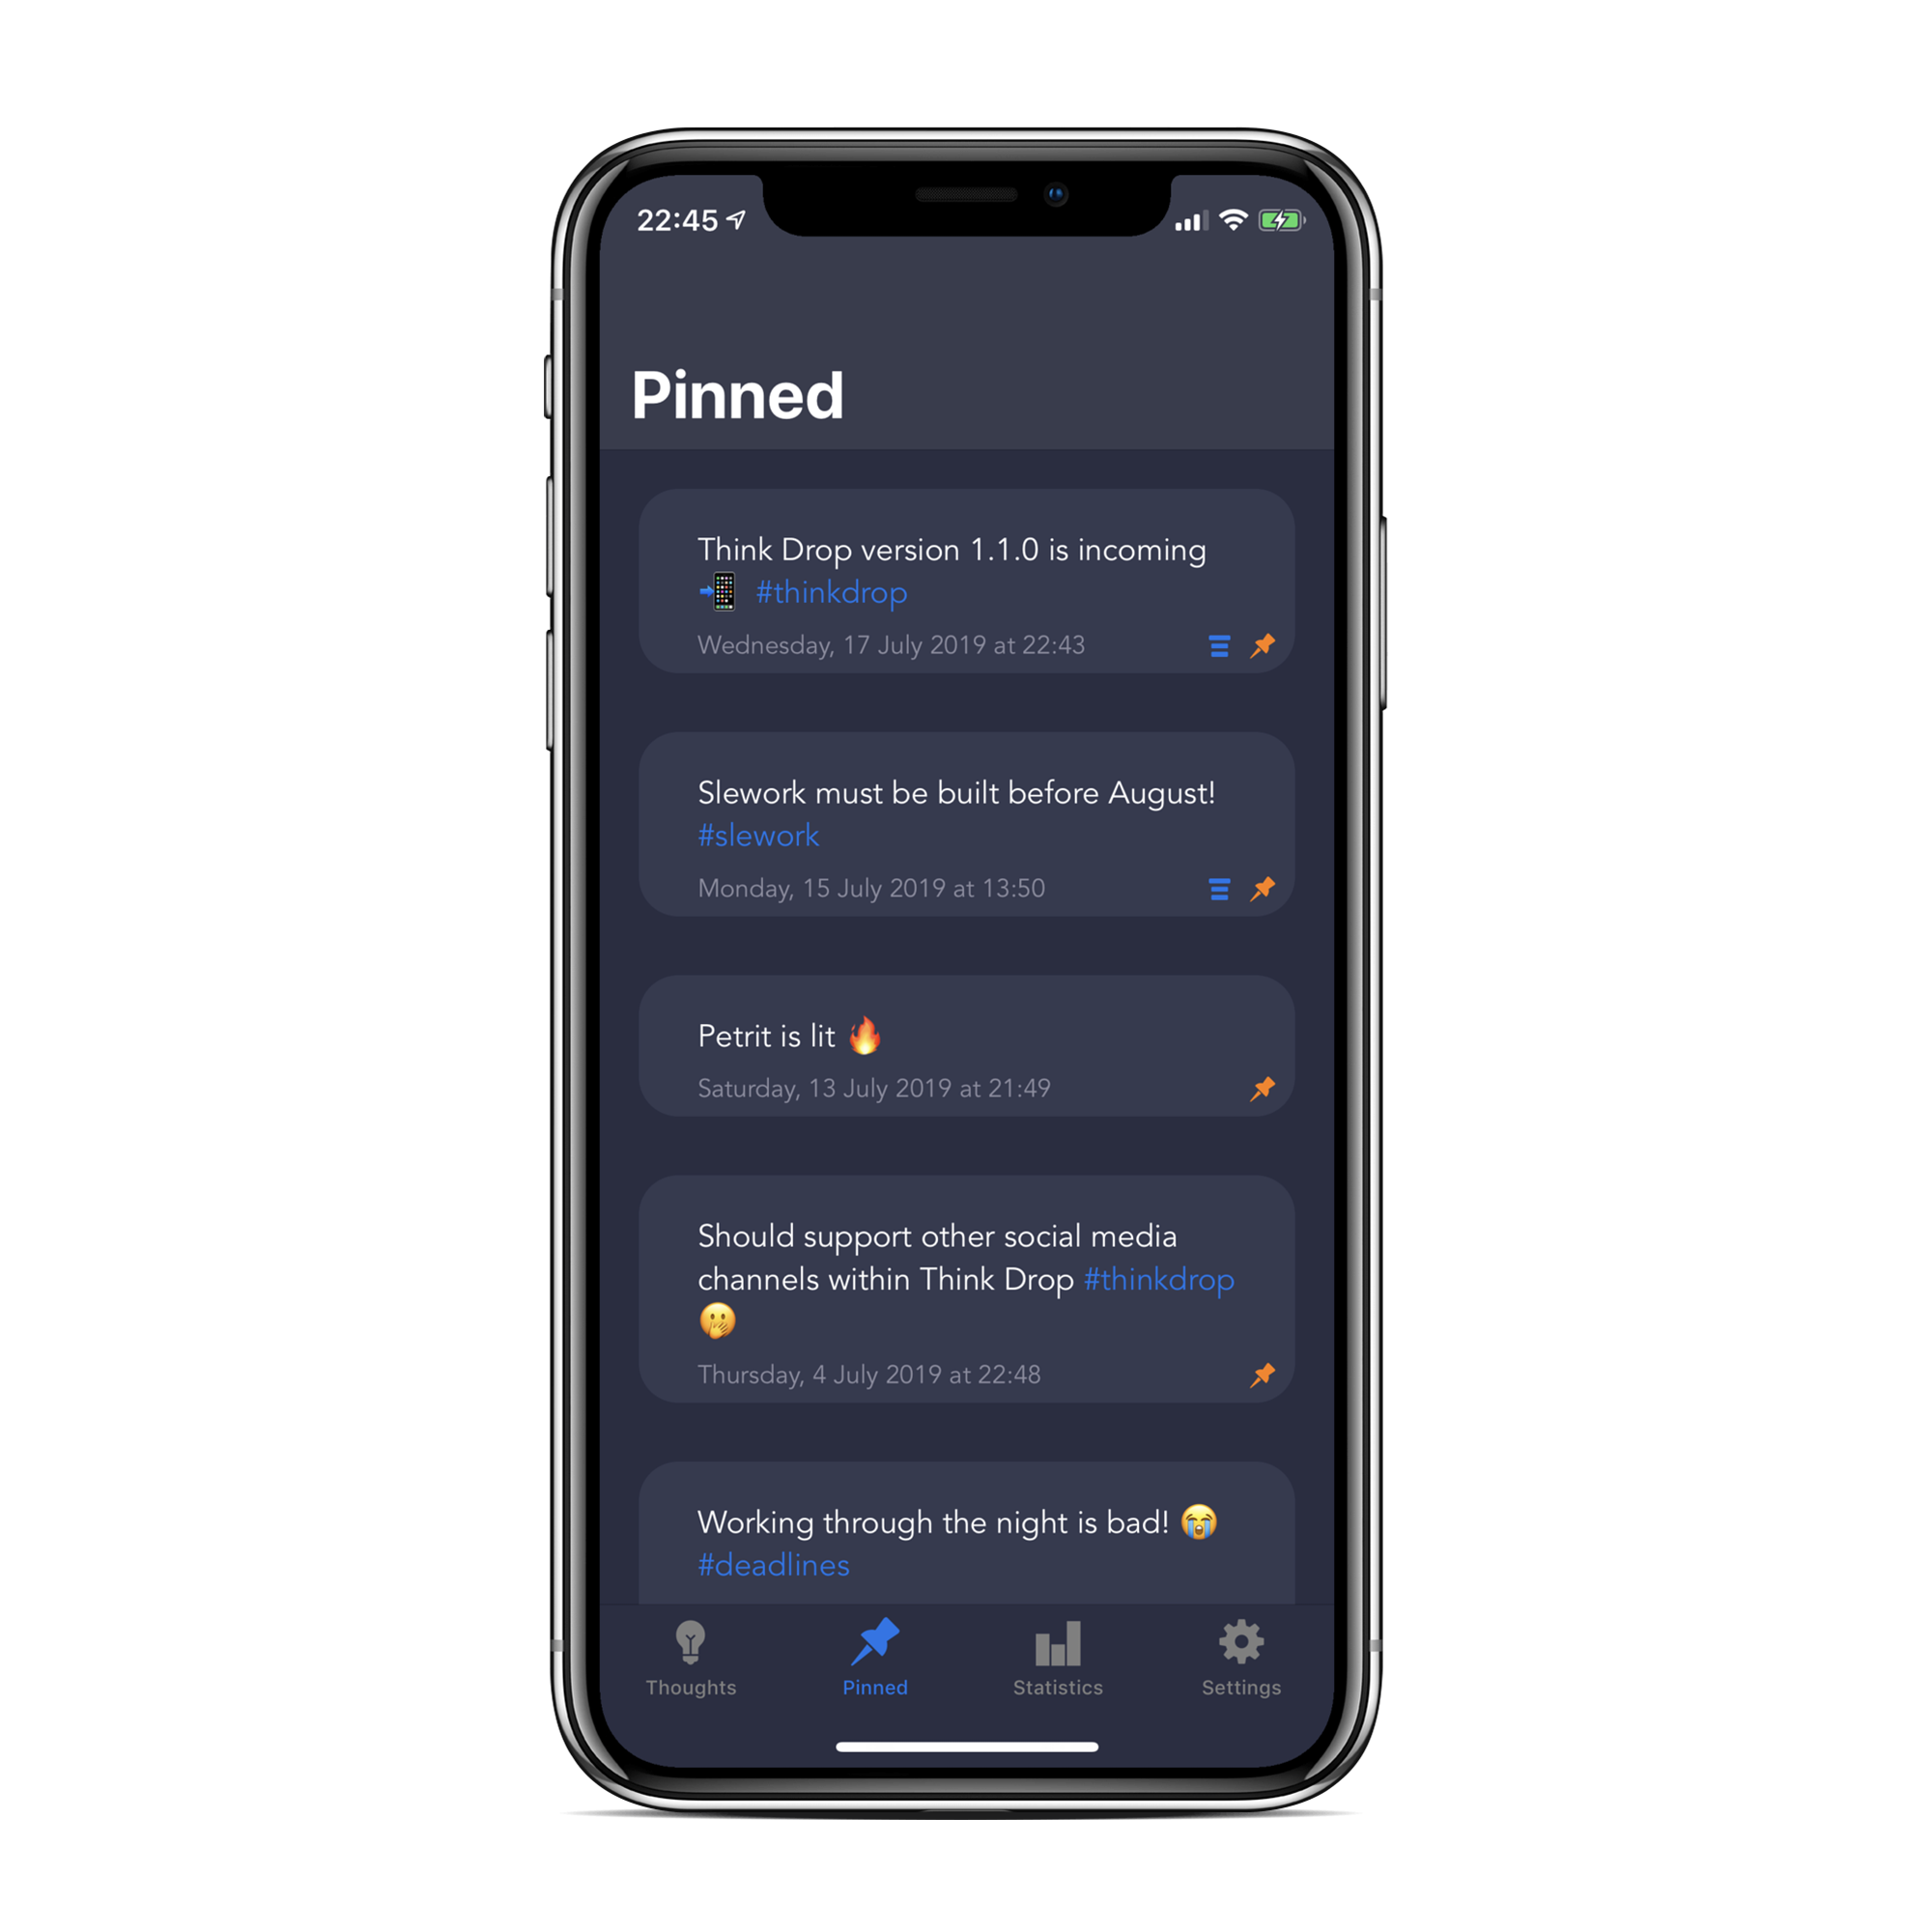 22:45
Pinned
Think Drop version 1.1.0 is incoming
📲 #thinkdrop
Wednesday, 17 July 2019 at 22:43
Slework must be built before August!
#slework
Monday, 15 July 2019 at 13:50
Petrit is lit 🔥
Saturday, 13 July 2019 at 21:49
Should support other social media
channels within Think Drop #thinkdrop
🤭
Thursday, 4 July 2019 at 22:48
Working through the night is bad! 😭
#deadlines
Thoughts Pinned Statistics Settings